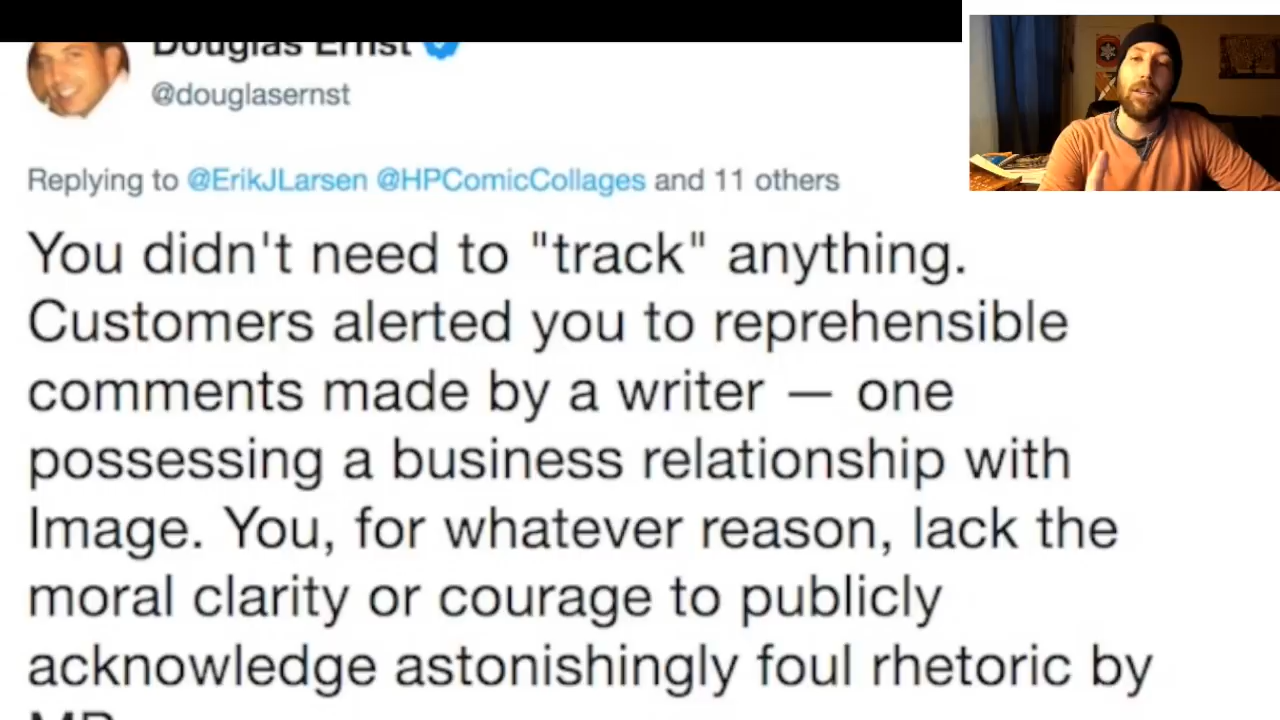 Douglas Ernst
@douglasernst
Replying to @ErikJLarsen @HPComicCollages and 11 others
You didn't need to "track" anything.
Customers alerted you to reprehensible
comments made by a writer — one
possessing a business relationship with
Image. You, for whatever reason, lack the
moral clarity or courage to publicly
acknowledge astonishingly foul rhetoric by